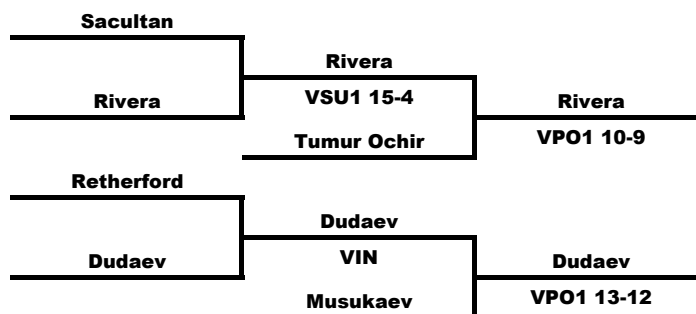 Sacultan
Rivera
Rivera
VSU1 15-4
Rivera
Tumur Ochir
VPO1 10-9
Retherford
Dudaev
Dudaev
VIN
Dudaev
Musukaev
VPO1 13-12